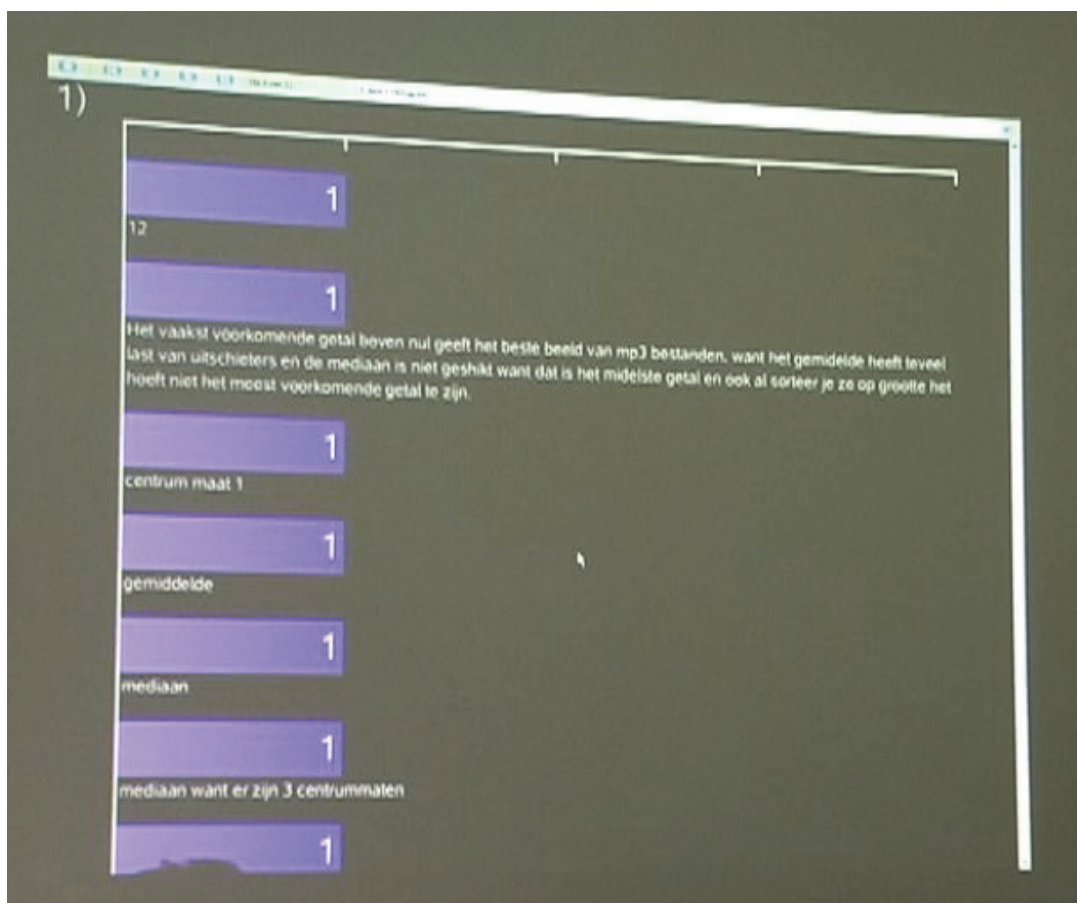 1)
1
12
1
Het vaakst voorkomende getal boven nul geeft het beste beeld van mp3 bestanden, want het gemidelde heeft teveel
last van uitschieters en de mediaan is niet geshikt want dat is het midelste getal en ook al sorteer je ze op grootte het
hoeft niet het meest voorkomende getal te zijn.
1
centrum maat 1
1
gemiddelde
1
mediaan
1
mediaan want er zijn 3 centrummaten
1